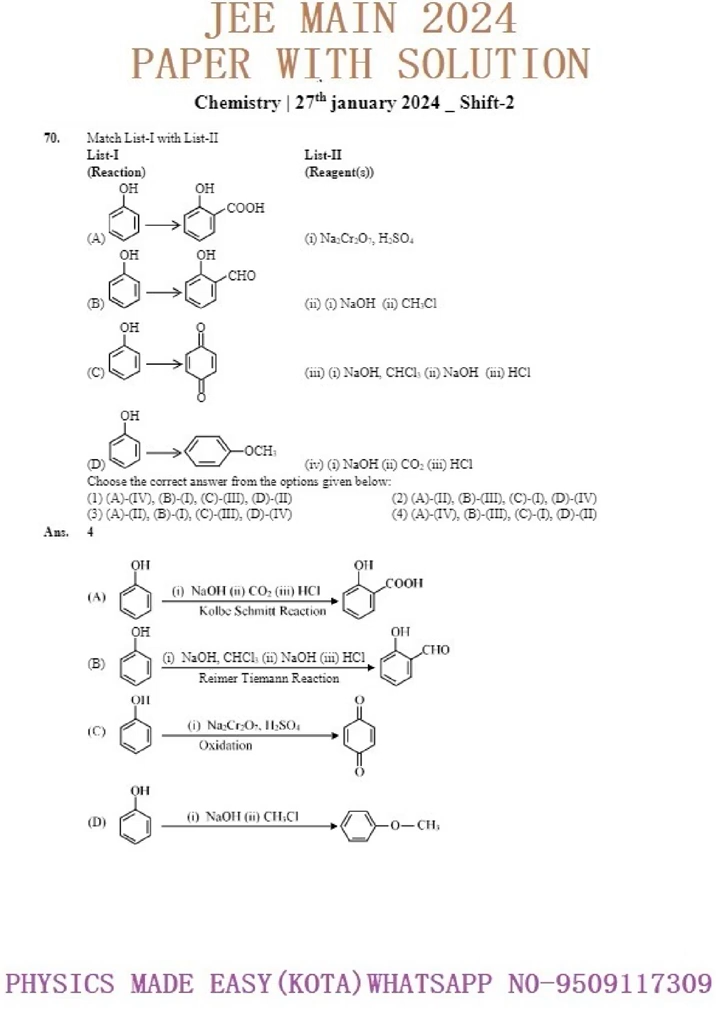 JEE MAIN 2024
PAPER WITH SOLUTION
Chemistry | 27th january 2024 _ Shift-2
70. Match List-I with List-II
List-I List-II
(Reaction) (Reagent(s))
OH OH
COOH
(A) (i) Na₂Cr₂O₇, H₂SO₄
OH OH
CHO
(B) (ii) (i) NaOH (ii) CH₃Cl
OH O
(C) (iii) (i) NaOH, CHCl₃ (ii) NaOH (iii) HCl
O
OH
OCH₃
(D) (iv) (i) NaOH (ii) CO₂ (iii) HCl
Choose the correct answer from the options given below:
(1) (A)-(IV), (B)-(I), (C)-(III), (D)-(II) (2) (A)-(II), (B)-(III), (C)-(I), (D)-(IV)
(3) (A)-(II), (B)-(I), (C)-(III), (D)-(IV) (4) (A)-(IV), (B)-(III), (C)-(I), (D)-(II)
Ans. 4
OH OH
(A) (i) NaOH (ii) CO₂ (iii) HCl COOH
Kolbe Schmitt Reaction
OH OH
(B) (i) NaOH, CHCl₃ (ii) NaOH (iii) HCl CHO
Reimer Tiemann Reaction
OH O
(C) (i) Na₂Cr₂O₇, H₂SO₄
Oxidation
O
OH
(D) (i) NaOH (ii) CH₃Cl O—CH₃
PHYSICS MADE EASY(KOTA)WHATSAPP NO-9509117309